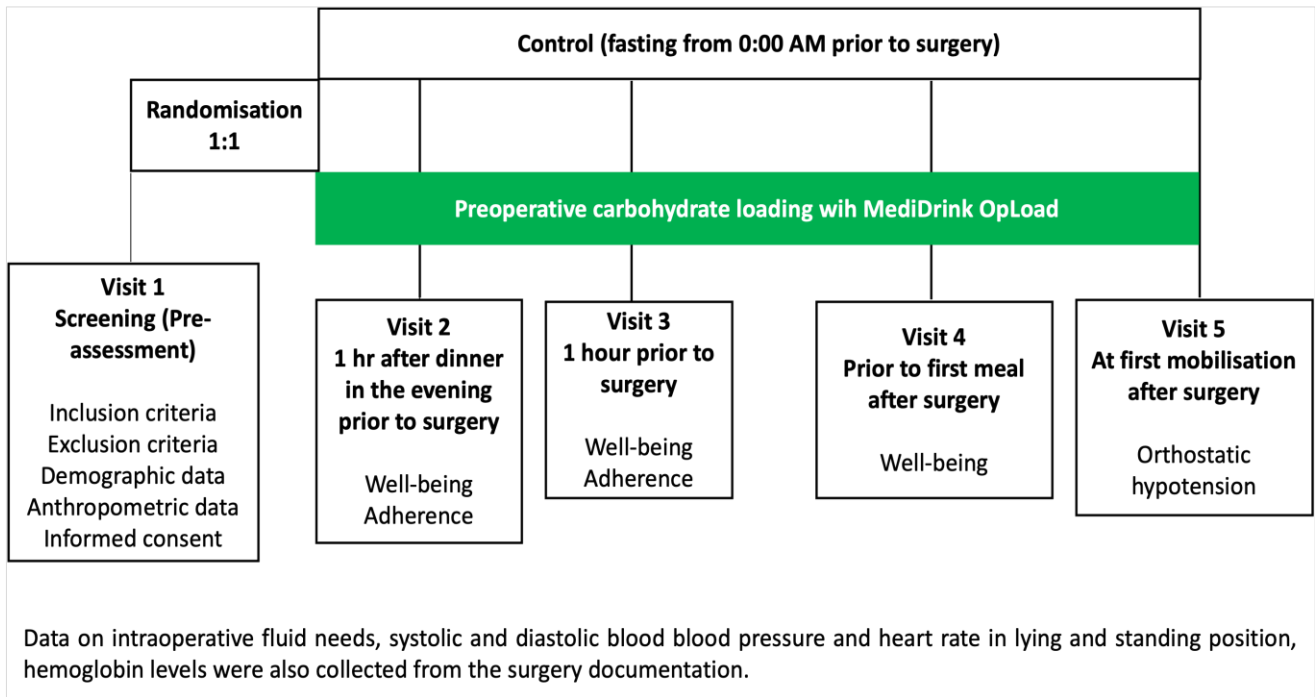 Control (fasting from 0:00 AM prior to surgery)
Randomisation
1:1
Preoperative carbohydrate loading wih MediDrink OpLoad
Visit 1
Screening (Pre-
assessment)
Inclusion criteria
Exclusion criteria
Demographic data
Anthropometric data
Informed consent
Visit 2
1 hr after dinner
in the evening
prior to surgery
Well-being
Adherence
Visit 3
1 hour prior to
surgery
Well-being
Adherence
Visit 4
Prior to first meal
after surgery
Well-being
Visit 5
At first mobilisation
after surgery
Orthostatic
hypotension
Data on intraoperative fluid needs, systolic and diastolic blood blood pressure and heart rate in lying and standing position,
hemoglobin levels were also collected from the surgery documentation.